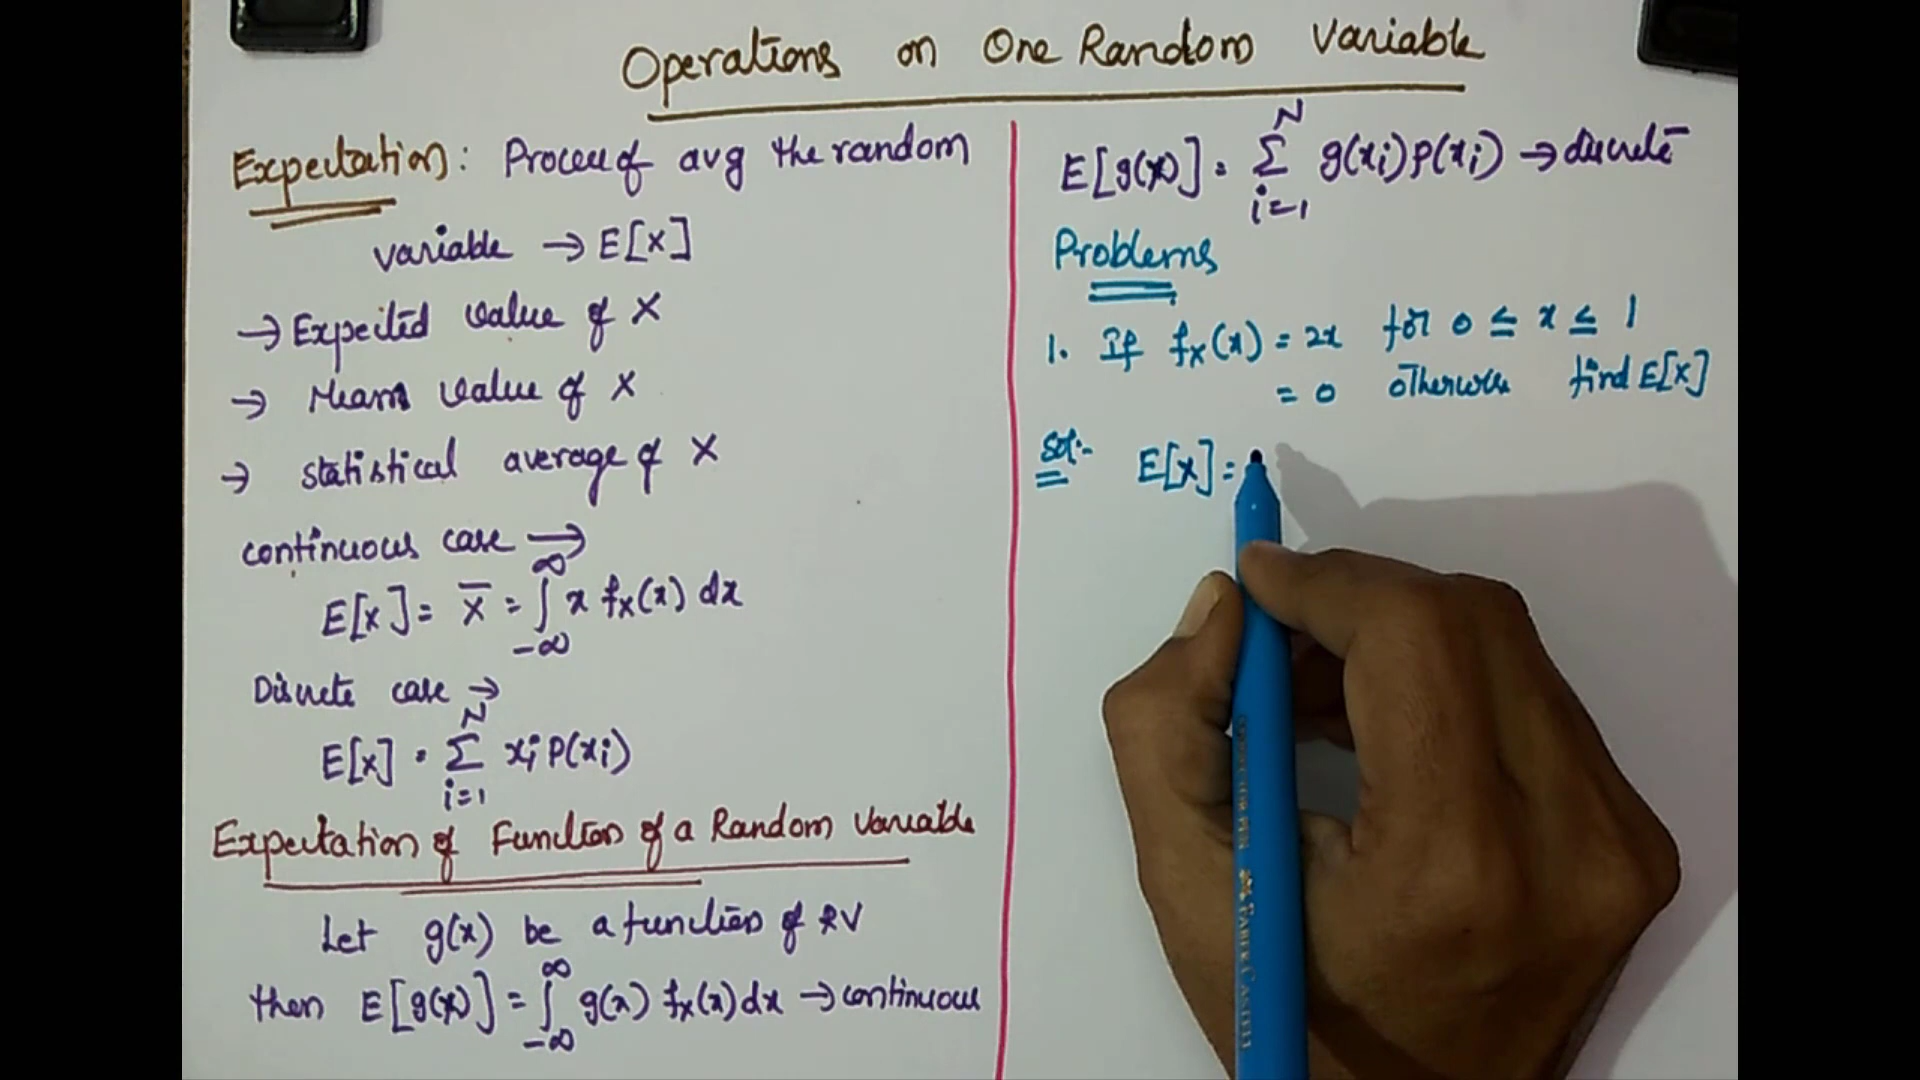 Operations on One Random Variable
Expectation: Process of avg the random
variable → E[X]
→ Expected value of X
→ Mean value of X
→ statistical average of X
continuous case →
E[X] = X̅ = ∫_{-∞}^{∞} x f_X(x) dx
Discrete case →
E[X] = Σ_{i=1}^{N} x_i P(x_i)
Expectation of Function of a Random Variable
Let g(x) be a function of RV
then E[g(x)] = ∫_{-∞}^{∞} g(x) f_X(x) dx → continuous
E[g(x)] = Σ_{i=1}^{N} g(x_i) P(x_i) → discrete
Problems
1. If f_X(x) = 2x for 0 ≤ x ≤ 1
= 0 otherwise find E[X]
Sol:- E[X] =
FABER CASTELL